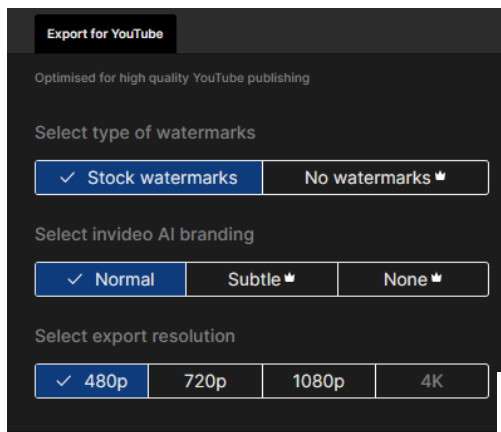 Export for YouTube
Optimised for high quality YouTube publishing
Select type of watermarks
Stock watermarks No watermarks
Select invideo AI branding
Normal Subtle None
Select export resolution
480p 720p 1080p 4K